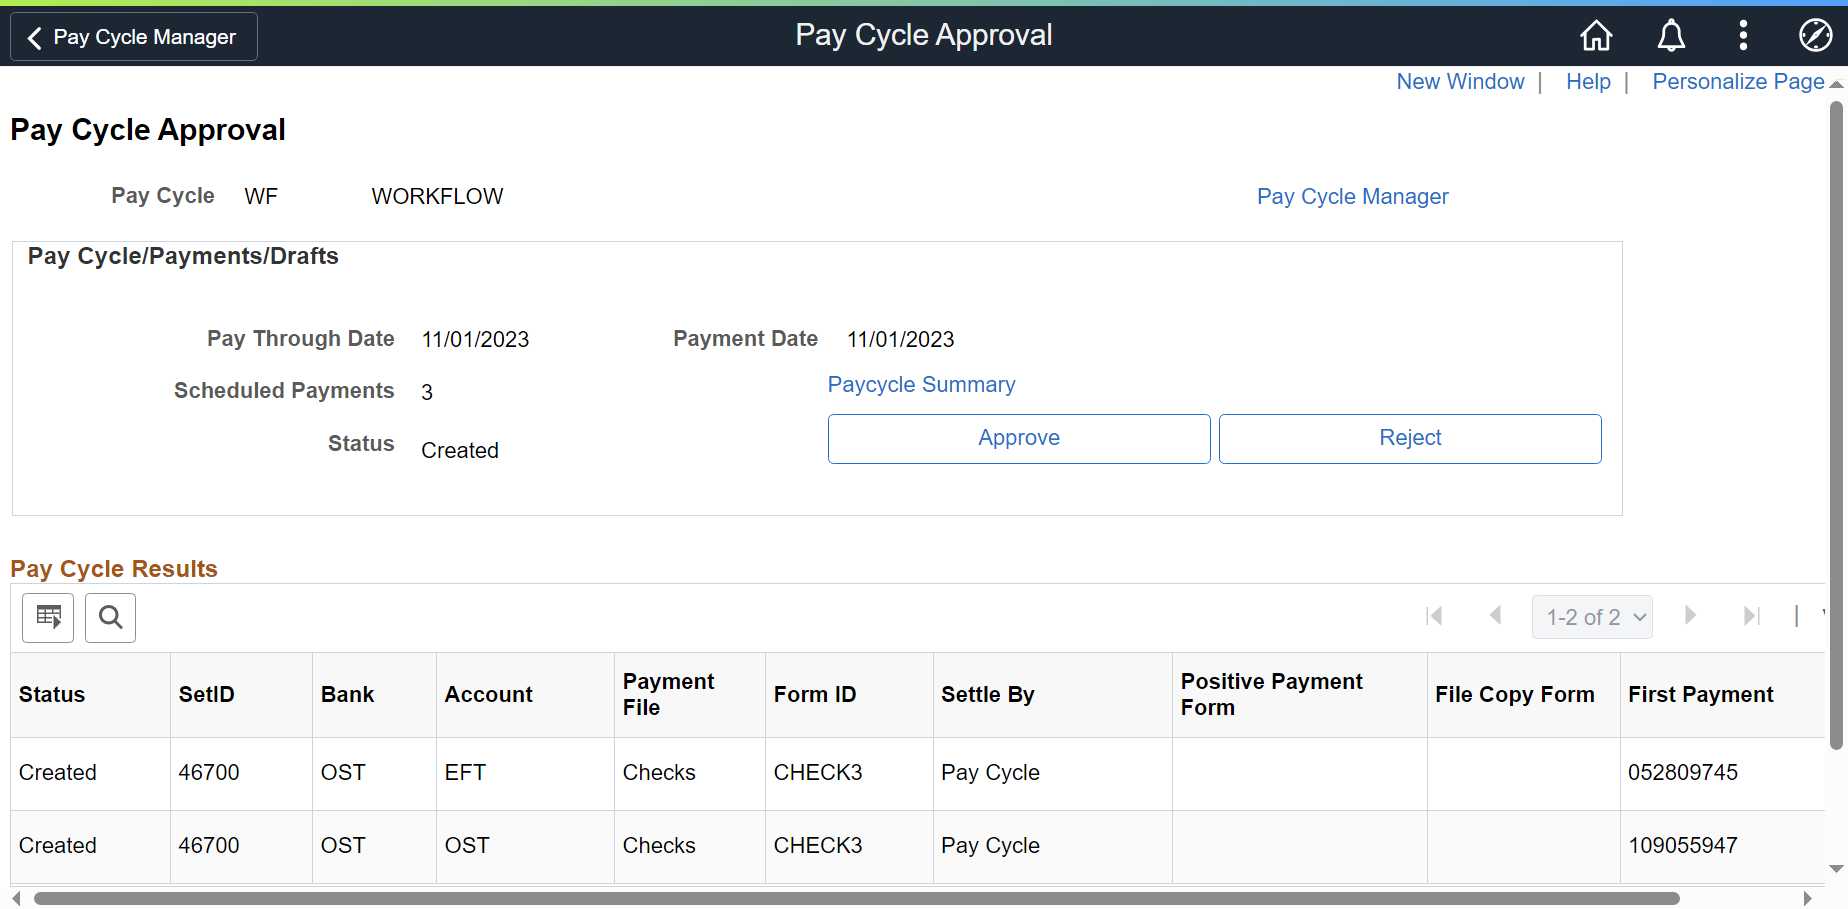 Pay Cycle Manager
Pay Cycle Approval
New Window | Help | Personalize Page
Pay Cycle Approval
Pay Cycle WF WORKFLOW Pay Cycle Manager
Pay Cycle/Payments/Drafts
Pay Through Date 11/01/2023 Payment Date 11/01/2023
Scheduled Payments 3 Paycycle Summary
Status Created Approve Reject
Pay Cycle Results
1-2 of 2 |
Status SetID Bank Account Payment File Form ID Settle By Positive Payment Form File Copy Form First Payment
Created 46700 OST EFT Checks CHECK3 Pay Cycle 052809745
Created 46700 OST OST Checks CHECK3 Pay Cycle 109055947